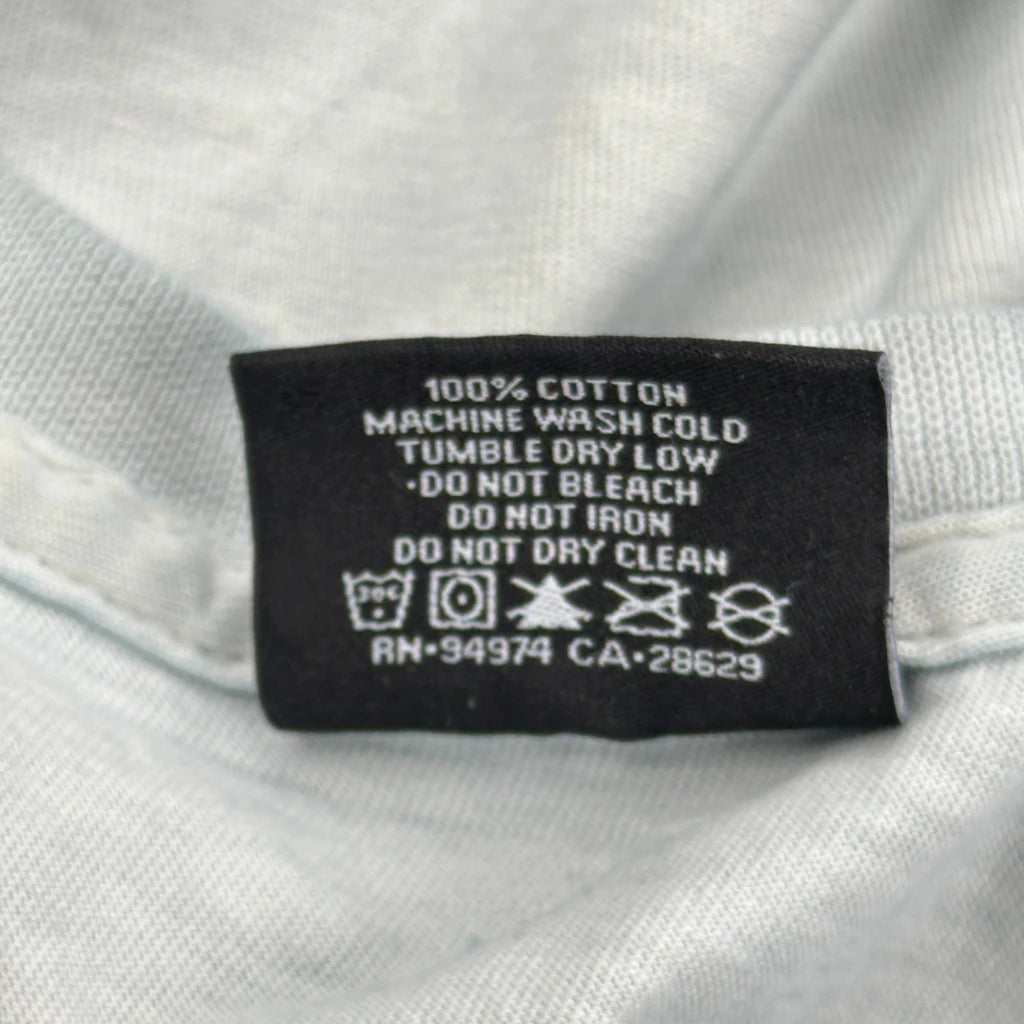 100% COTTON
MACHINE WASH COLD
TUMBLE DRY LOW
·DO NOT BLEACH
DO NOT IRON
DO NOT DRY CLEAN
30C
RN·94974 CA·28629